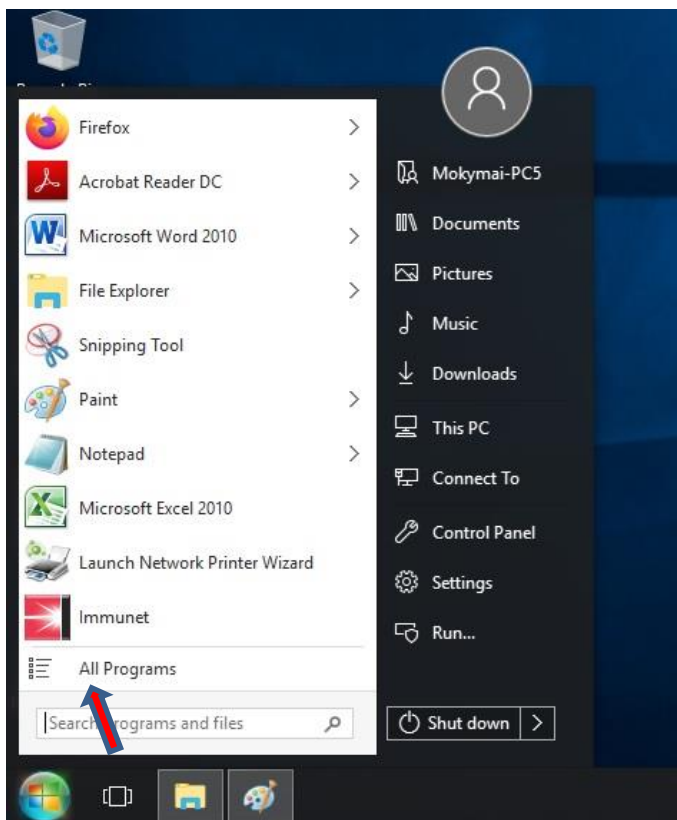 Firefox
Acrobat Reader DC
Microsoft Word 2010
File Explorer
Snipping Tool
Paint
Notepad
Microsoft Excel 2010
Launch Network Printer Wizard
Immunet
All Programs
Search programs and files
Mokymai-PC5
Documents
Pictures
Music
Downloads
This PC
Connect To
Control Panel
Settings
Run...
Shut down